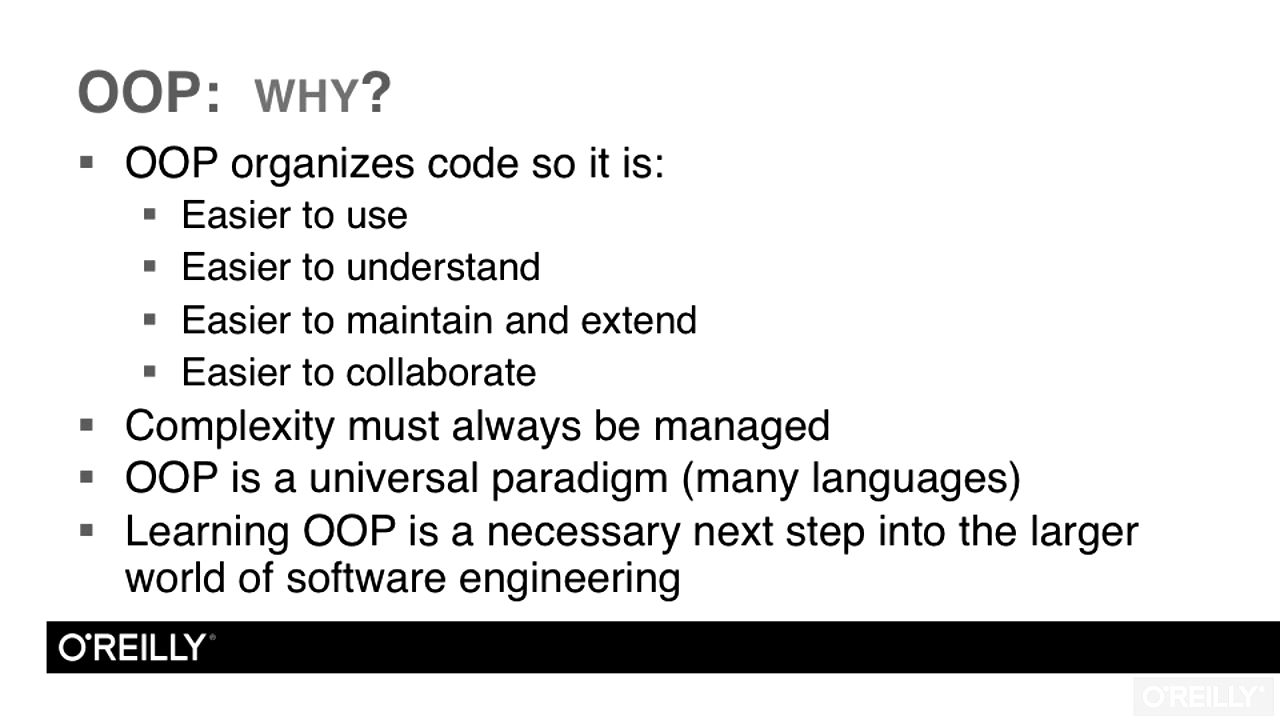 OOP: WHY?
▪ OOP organizes code so it is:
▪ Easier to use
▪ Easier to understand
▪ Easier to maintain and extend
▪ Easier to collaborate
▪ Complexity must always be managed
▪ OOP is a universal paradigm (many languages)
▪ Learning OOP is a necessary next step into the larger
world of software engineering
O'REILLY®
O'REILLY